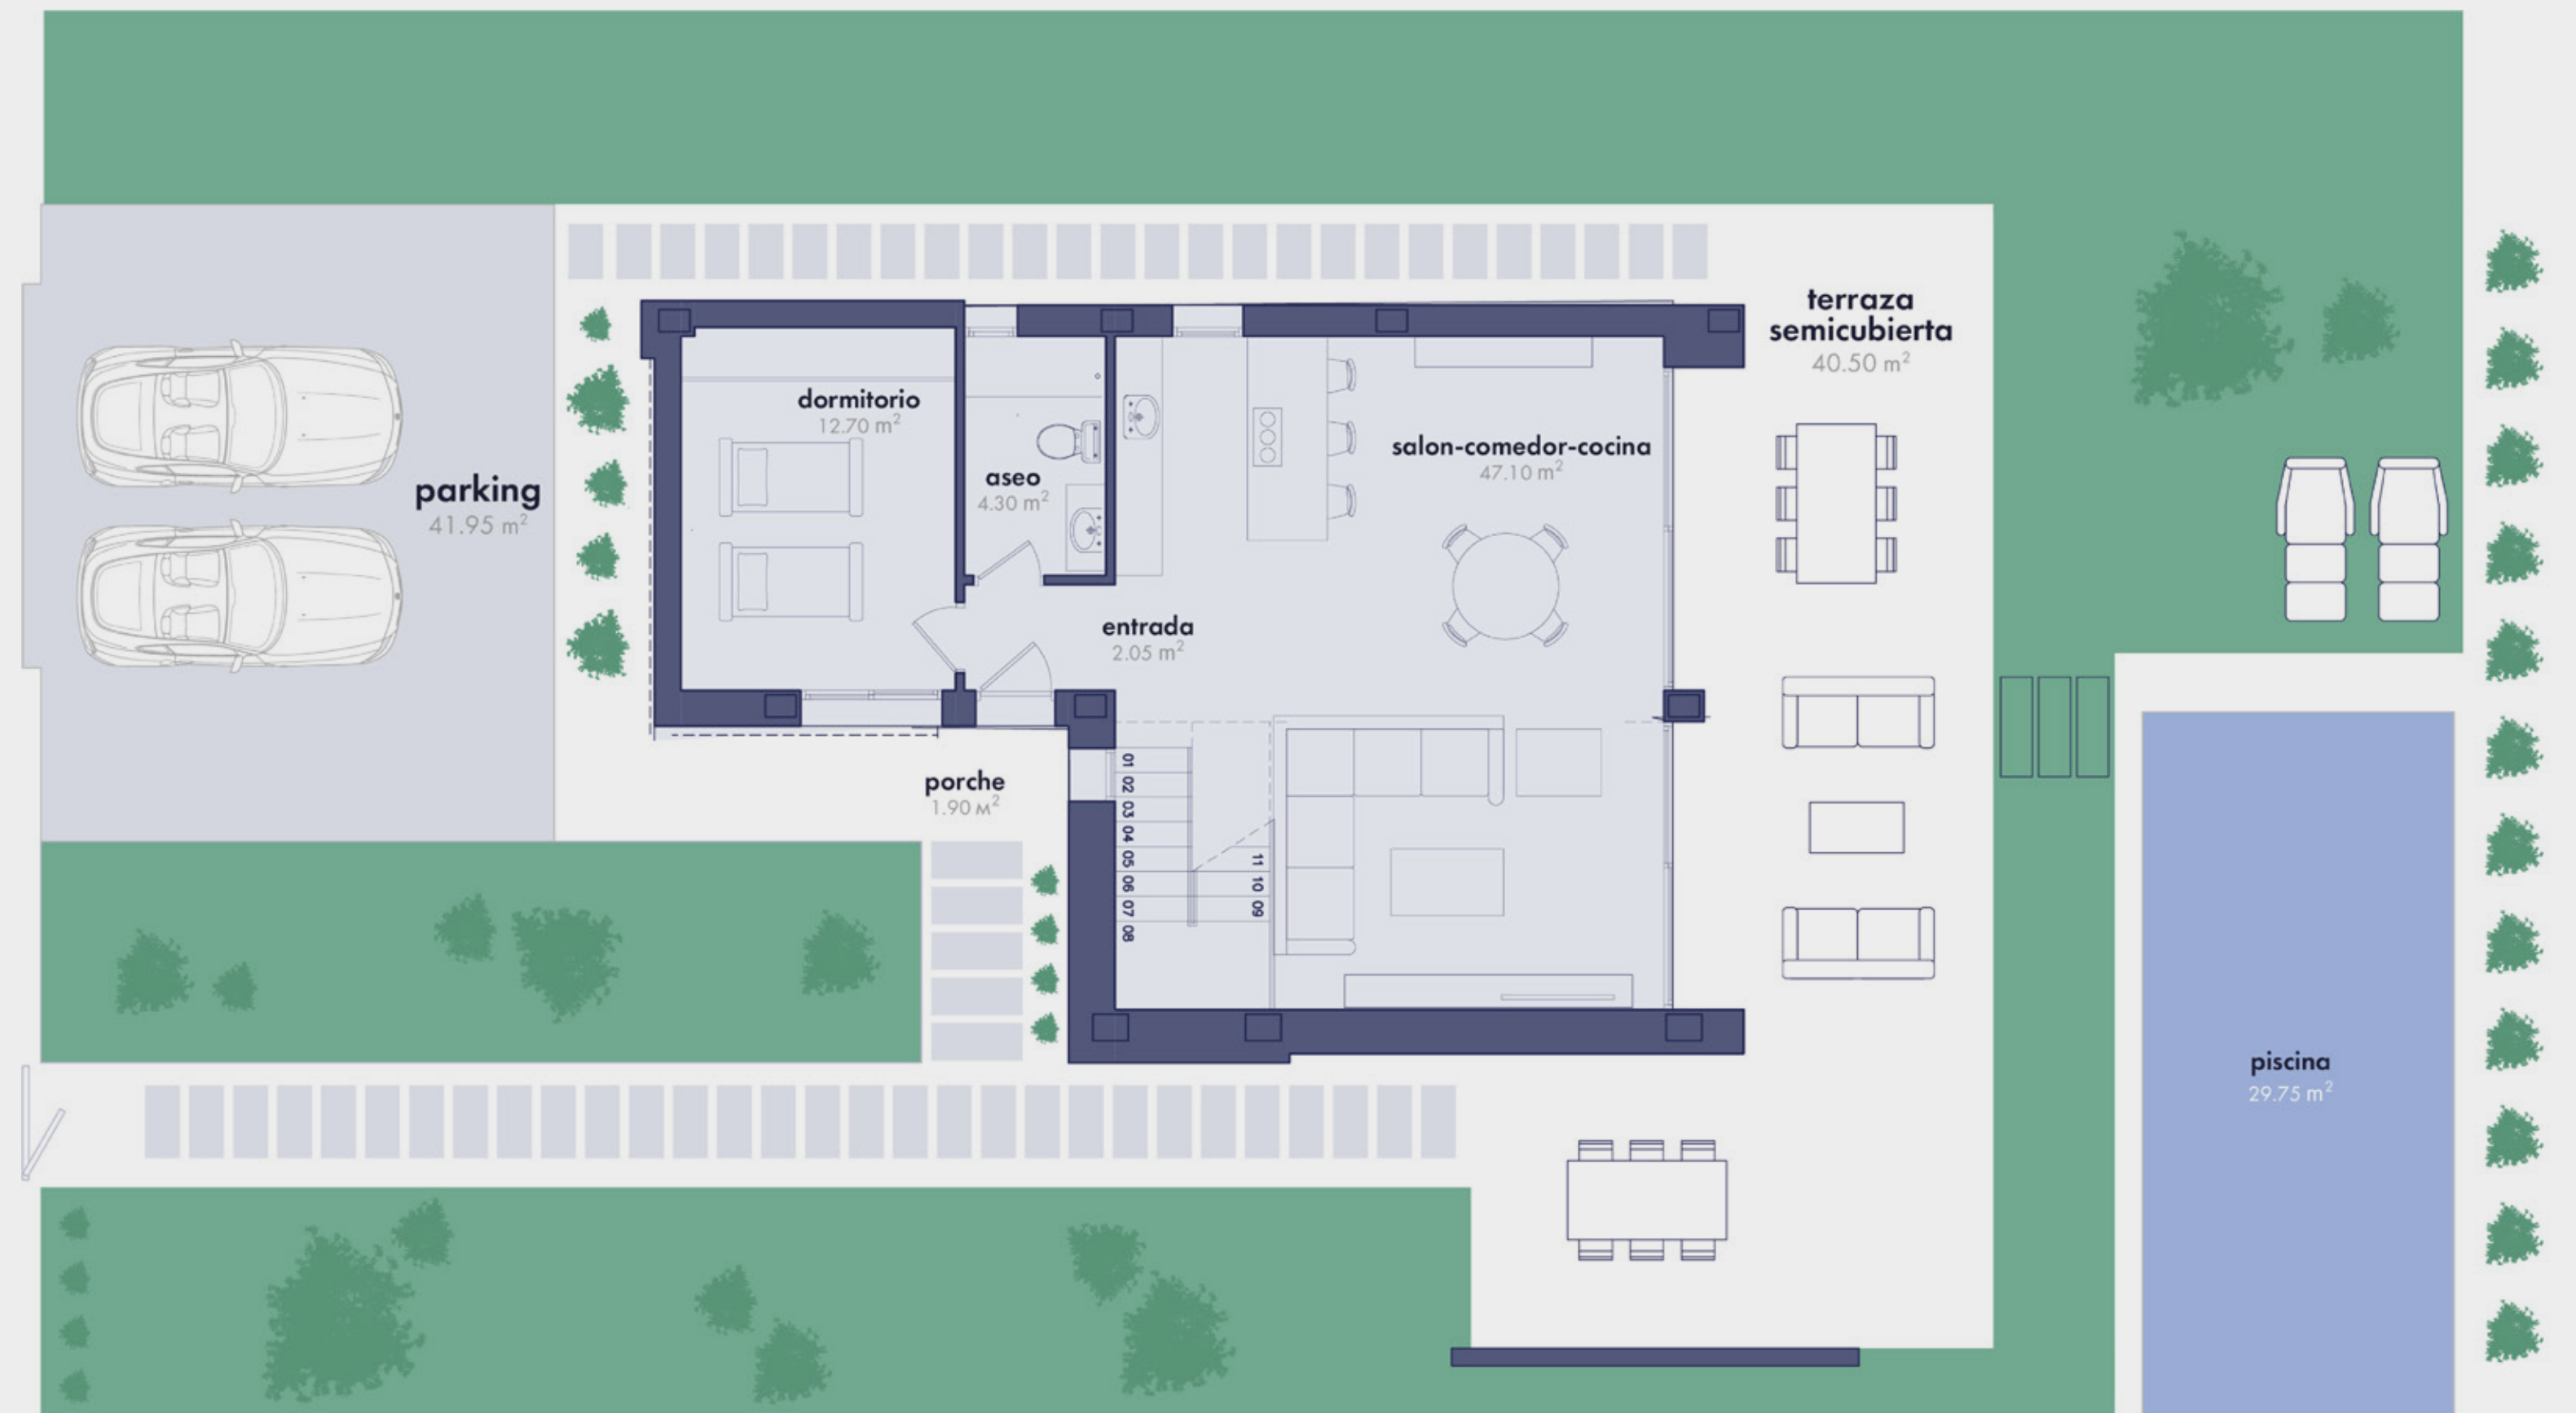 terraza
semicubierta
40.50 m²
dormitorio
12.70 m²
salon-comedor-cocina
47.10 m²
aseo
4.30 m²
parking
41.95 m²
entrada
2.05 m²
porche
1.90 м²
01
02
03
04
05
06
07
08
11
10
09
piscina
29.75 m²